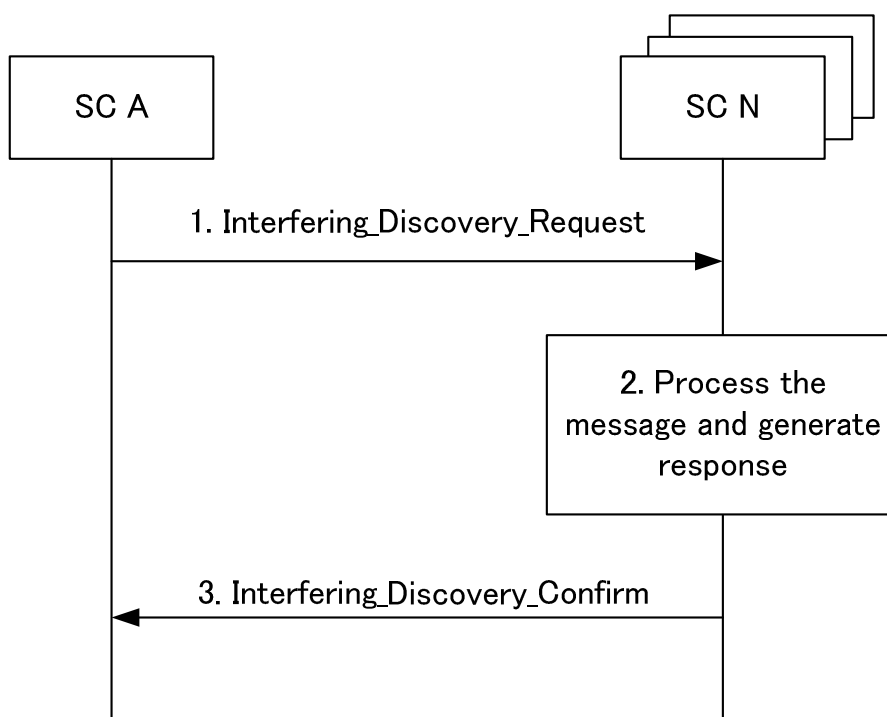 SC A
SC N
1. Interfering_Discovery_Request
2. Process the
message and generate
response
3. Interfering_Discovery_Confirm